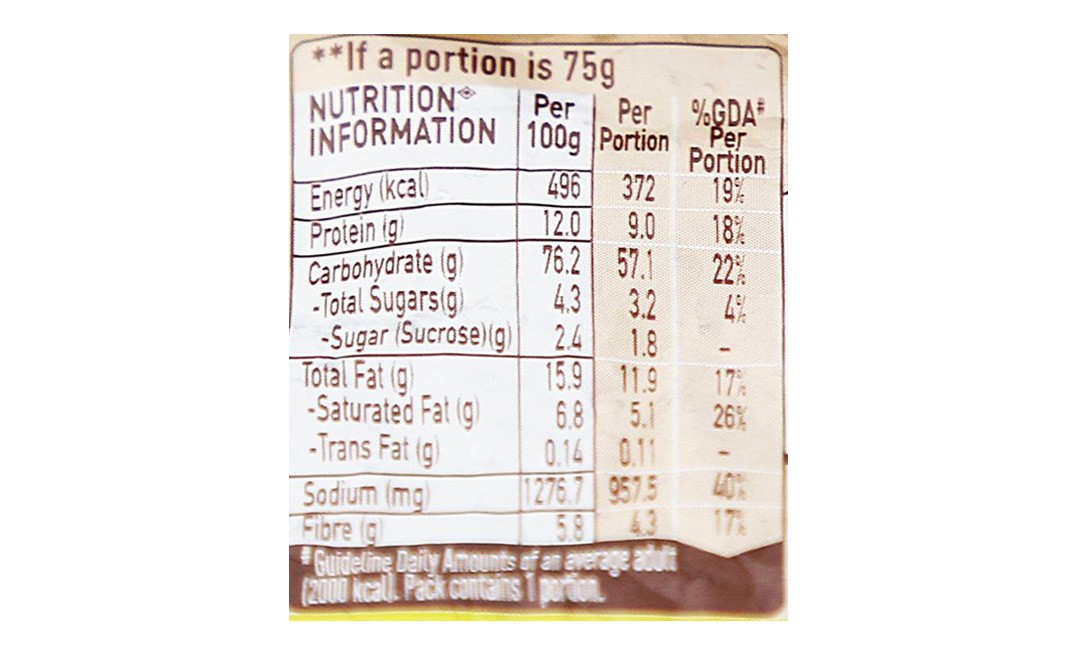 **If a portion is 75g
NUTRITION INFORMATION Per 100g Per Portion %GDA# Per Portion
Energy (kcal) 496 372 19%
Protein (g) 12.0 9.0 18%
Carbohydrate (g) 76.2 57.1 22%
-Total Sugars(g) 4.3 3.2 4%
-Sugar (Sucrose)(g) 2.4 1.8 -
Total Fat (g) 15.9 11.9 17%
-Saturated Fat (g) 6.8 5.1 26%
-Trans Fat (g) 0.14 0.11 -
Sodium (mg) 1276.7 957.5 40%
Fibre (g) 5.8 4.3 17%
# Guideline Daily Amounts of an average adult
(2000 kcal). Pack contains 1 portion.